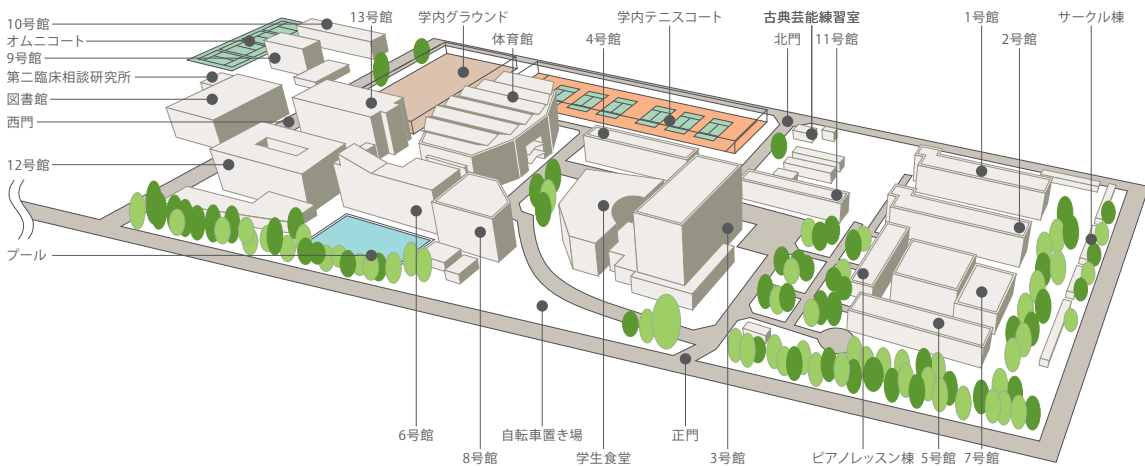 10号館
オムニコート
9号館
第二臨床相談研究所
図書館
西門
12号館
プール
13号館
学内グラウンド
体育館
学内テニスコート
4号館
古典芸能練習室
北門
11号館
1号館
2号館
サークル棟
6号館
8号館
自転車置き場
学生食堂
正門
3号館
ピアノレッスン棟
5号館
7号館